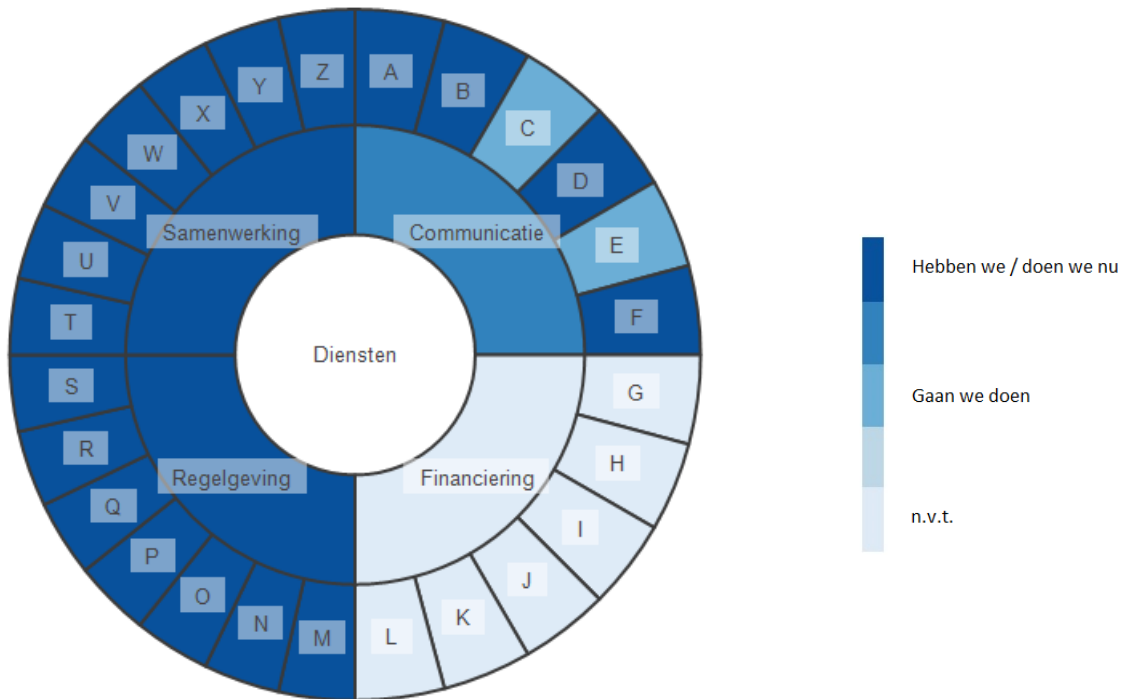 Z
A
Y
B
X
C
W
D
V
Samenwerking
Communicatie
E
U
Hebben we / doen we nu
T
F
Diensten
S
G
Gaan we doen
R
H
Regelgeving
Financiering
Q
I
n.v.t.
P
J
O
K
N
L
M